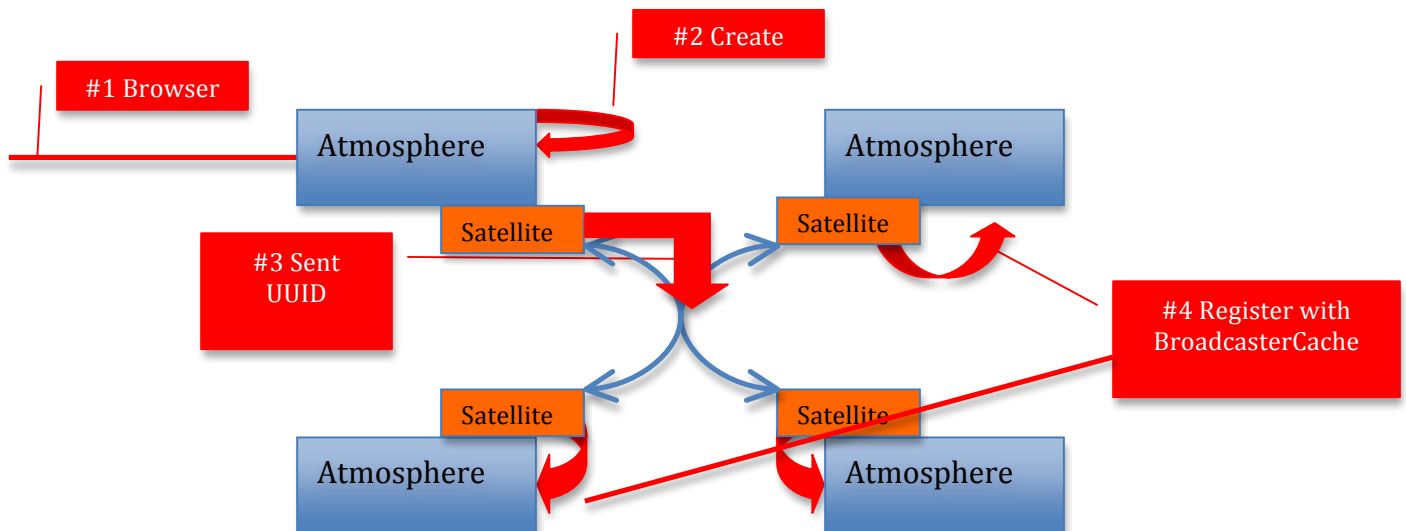 #2 Create
#1 Browser
Atmosphere
Atmosphere
Satellite
Satellite
#3 Sent
UUID
#4 Register with
BroadcasterCache
Satellite
Satellite
Atmosphere
Atmosphere